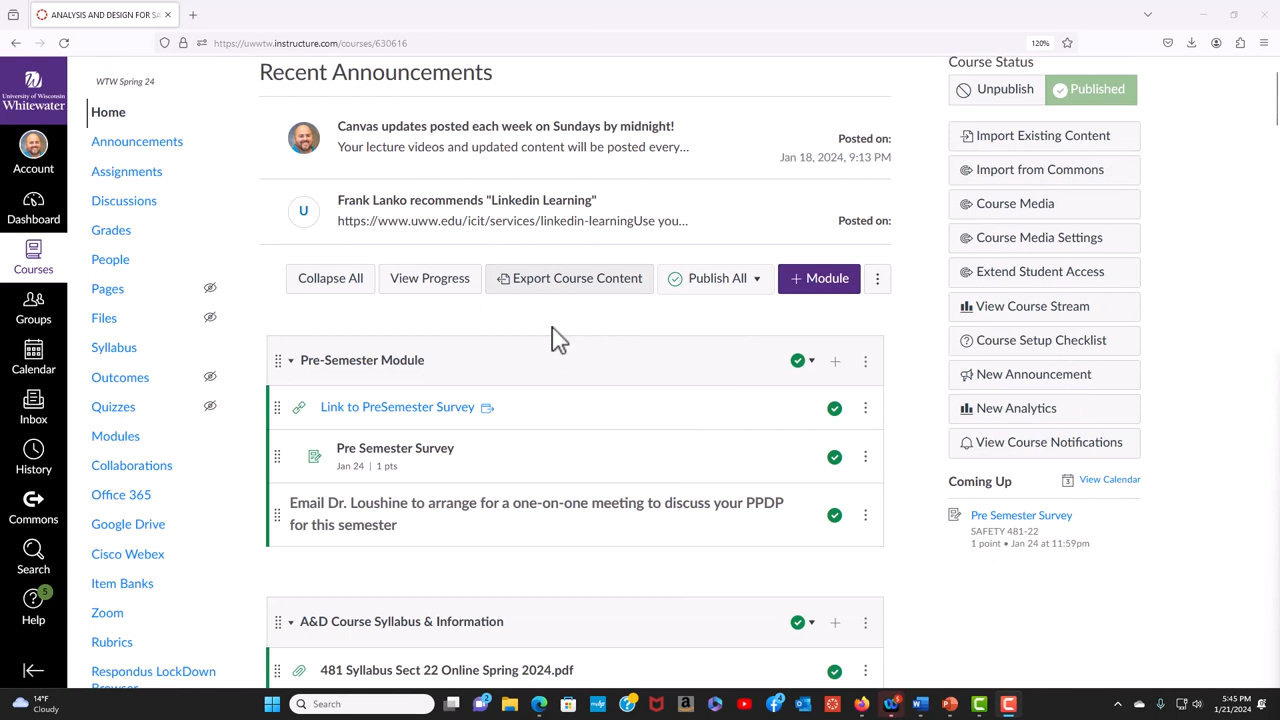 ANALYSIS AND DESIGN FOR SA
https://uwwtw.instructure.com/courses/630616
120%
University of Wisconsin
Whitewater
Account
Dashboard
Courses
Groups
Calendar
Inbox
History
Commons
Search
5
Help
WTW Spring 24
Home
Announcements
Assignments
Discussions
Grades
People
Pages
Files
Syllabus
Outcomes
Quizzes
Modules
Collaborations
Office 365
Google Drive
Cisco Webex
Item Banks
Zoom
Rubrics
Respondus LockDown
Browser
Recent Announcements
Canvas updates posted each week on Sundays by midnight!
Your lecture videos and updated content will be posted every...
Posted on:
Jan 18, 2024, 9:13 PM
U
Frank Lanko recommends "Linkedin Learning"
https://www.uww.edu/icit/services/linkedin-learningUse you...
Posted on:
Collapse All
View Progress
Export Course Content
Publish All
+ Module
Pre-Semester Module
Link to PreSemester Survey
Pre Semester Survey
Jan 24 | 1 pts
Email Dr. Loushine to arrange for a one-on-one meeting to discuss your PPDP
for this semester
A&D Course Syllabus & Information
481 Syllabus Sect 22 Online Spring 2024.pdf
Course Status
Unpublish
Published
Import Existing Content
Import from Commons
Course Media
Course Media Settings
Extend Student Access
View Course Stream
Course Setup Checklist
New Announcement
New Analytics
View Course Notifications
Coming Up
View Calendar
Pre Semester Survey
SAFETY 481-22
1 point • Jan 24 at 11:59pm
14°F
Cloudy
Search
5:45 PM
1/21/2024